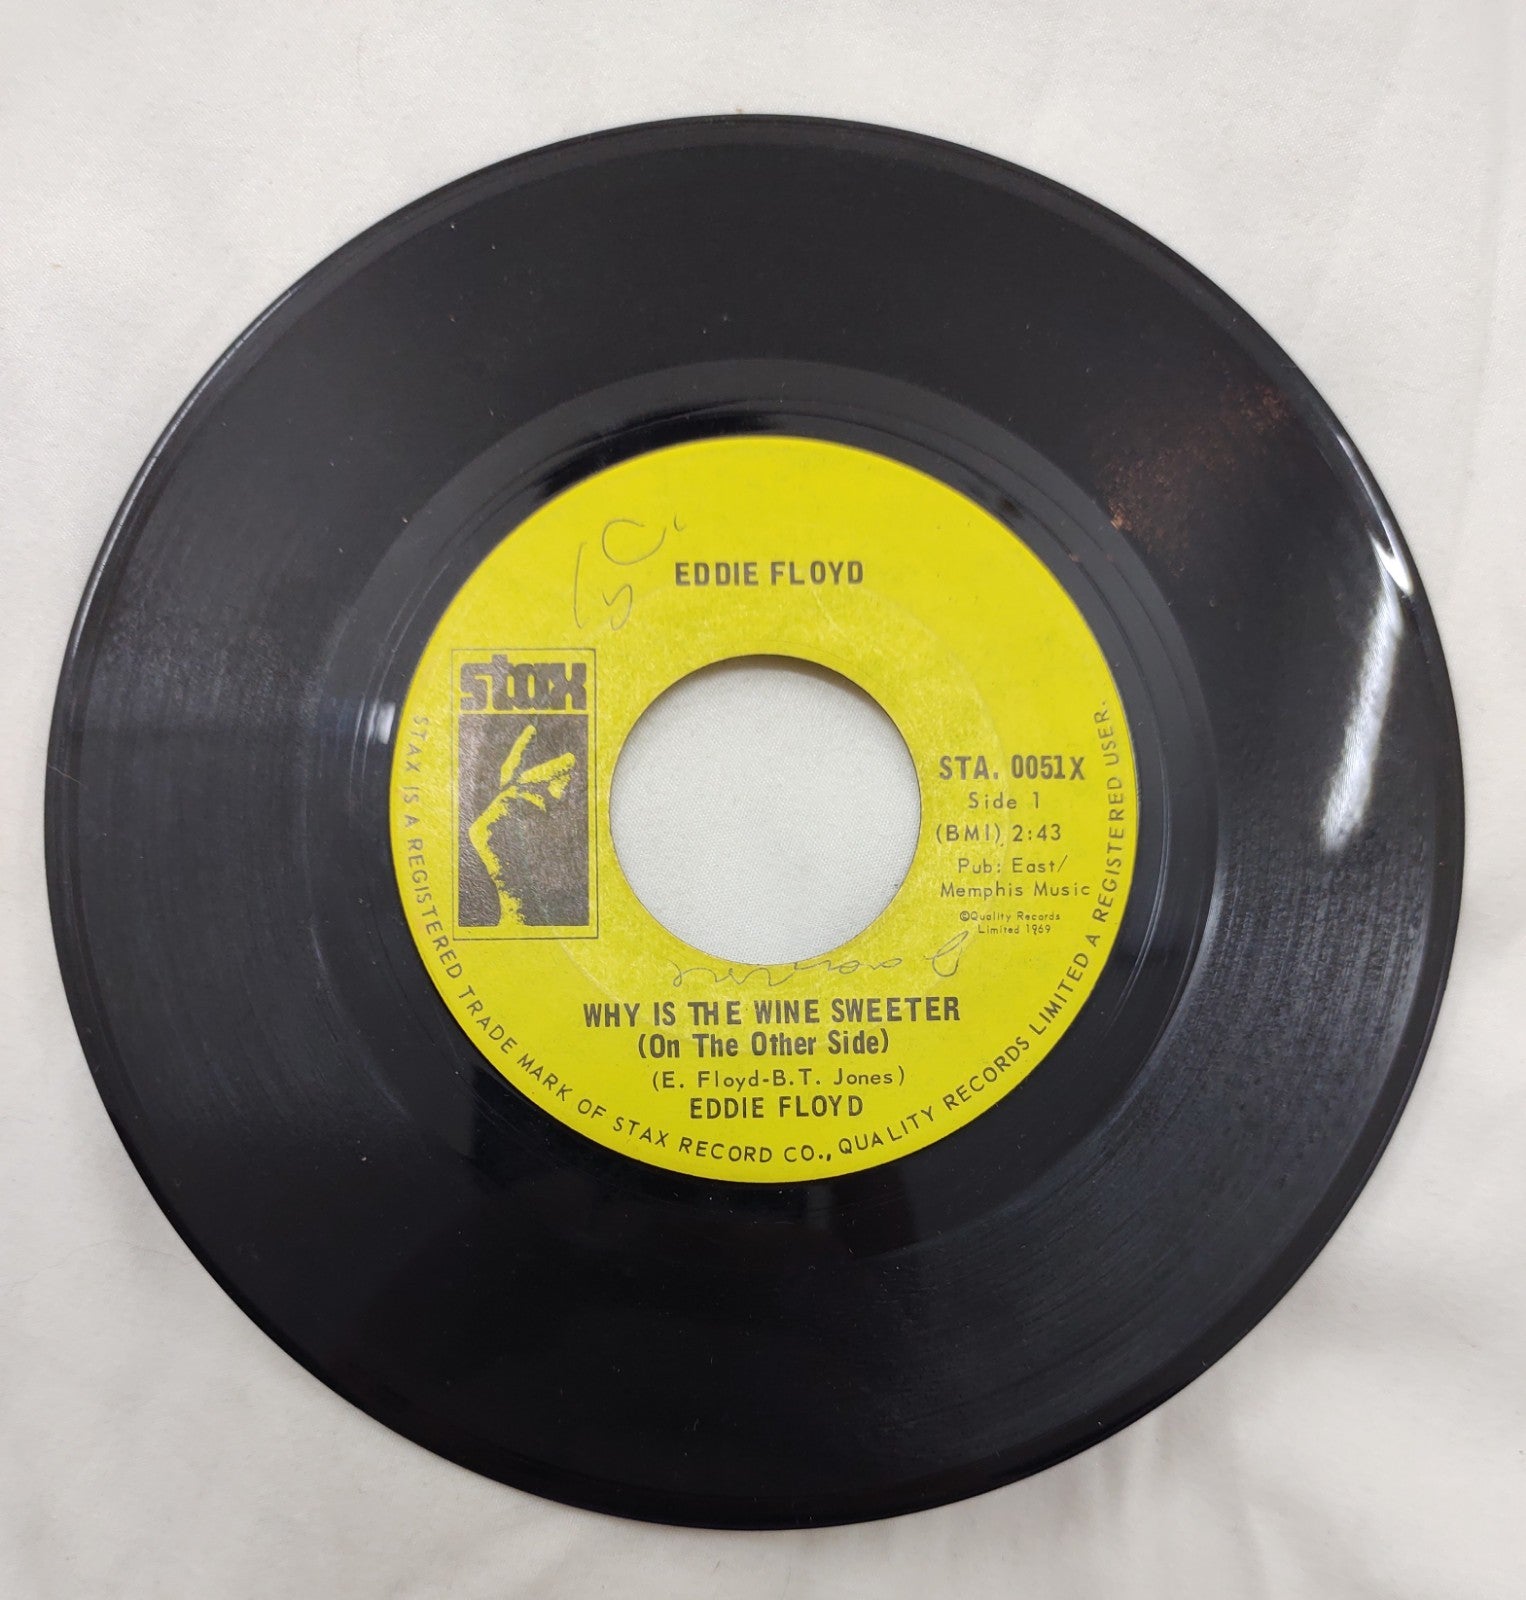 EDDIE FLOYD
stax
STA. 0051X
Side 1
(BMI) 2:43
Pub: East/
Memphis Music
©Quality Records
Limited 1969
WHY IS THE WINE SWEETER
(On The Other Side)
(E. Floyd-B.T. Jones)
EDDIE FLOYD
STAX IS A REGISTERED TRADE MARK OF STAX RECORD CO., QUALITY RECORDS LIMITED A REGISTERED USER.